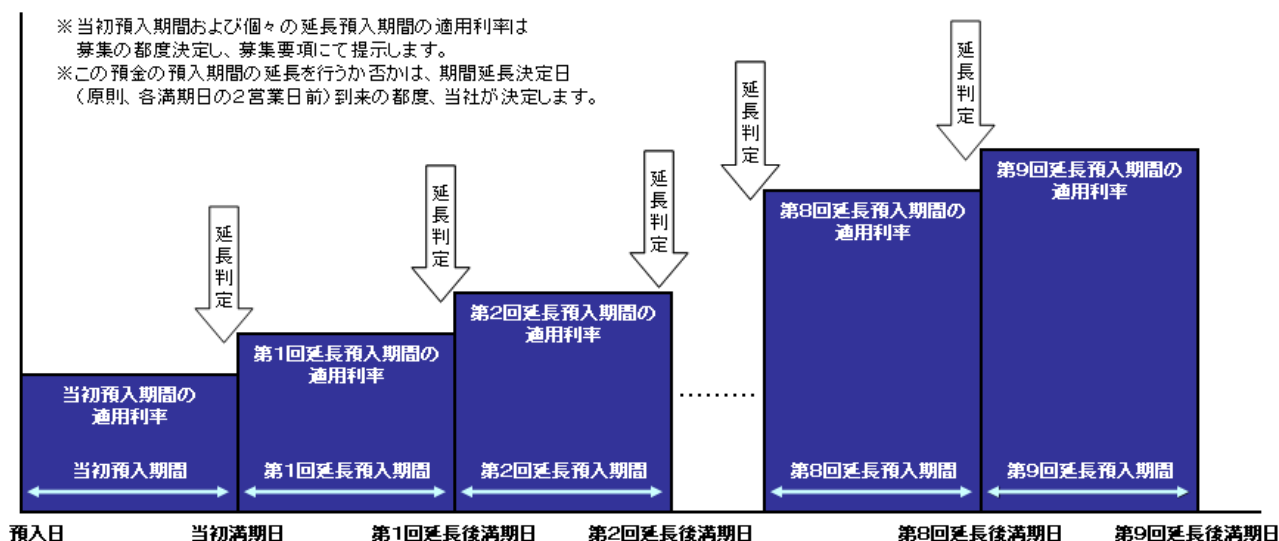 ※当初預入期間および個々の延長預入期間の適用利率は
募集の都度決定し、募集要項にて提示します。
※この預金の預入期間の延長を行うか否かは、期間延長決定日
（原則、各満期日の２営業日前）到来の都度、当社が決定します。
延長判定
延長判定
延長判定
延長判定
延長判定
当初預入期間の
適用利率
第1回延長預入期間の
適用利率
第2回延長預入期間の
適用利率
第8回延長預入期間の
適用利率
第9回延長預入期間の
適用利率
………
当初預入期間
第1回延長預入期間
第2回延長預入期間
第8回延長預入期間
第9回延長預入期間
預入日
当初満期日
第1回延長後満期日
第2回延長後満期日
第8回延長後満期日
第9回延長後満期日